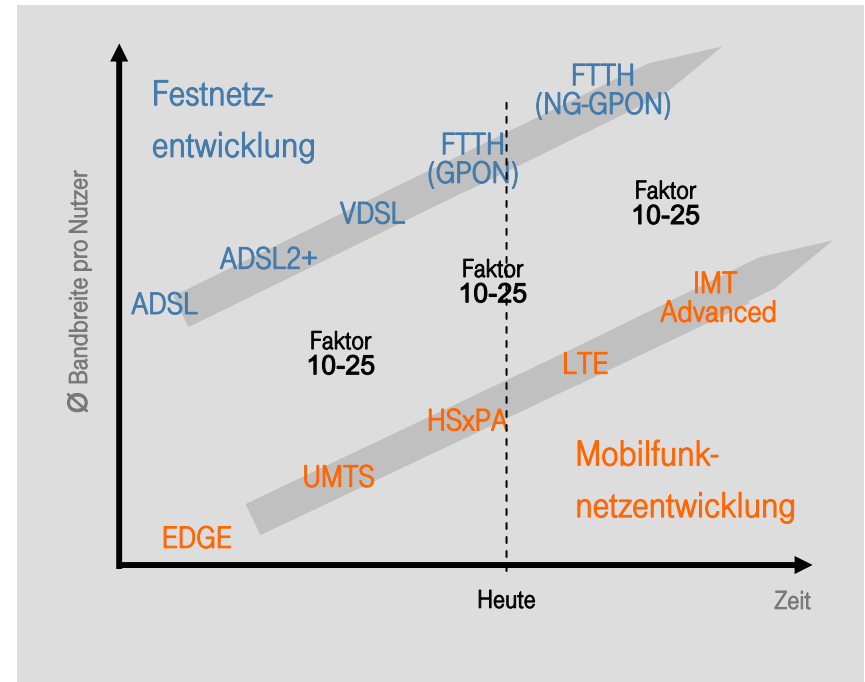 Festnetz-
entwicklung
FTTH
(NG-GPON)
FTTH
(GPON)
VDSL
ADSL2+
ADSL
Faktor
10-25
Faktor
10-25
Faktor
10-25
IMT
Advanced
LTE
HSxPA
UMTS
EDGE
Mobilfunk-
netzentwicklung
Ø Bandbreite pro Nutzer
Heute
Zeit